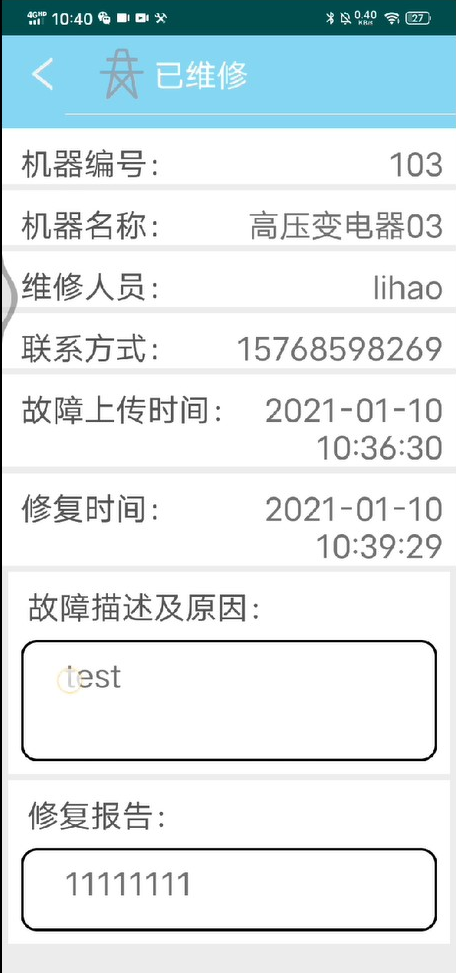 4GHD 10:40 0.40 KB/S 27
已维修
机器编号： 103
机器名称： 高压变电器03
维修人员： lihao
联系方式： 15768598269
故障上传时间： 2021-01-10
10:36:30
修复时间： 2021-01-10
10:39:29
故障描述及原因：
test
修复报告：
11111111